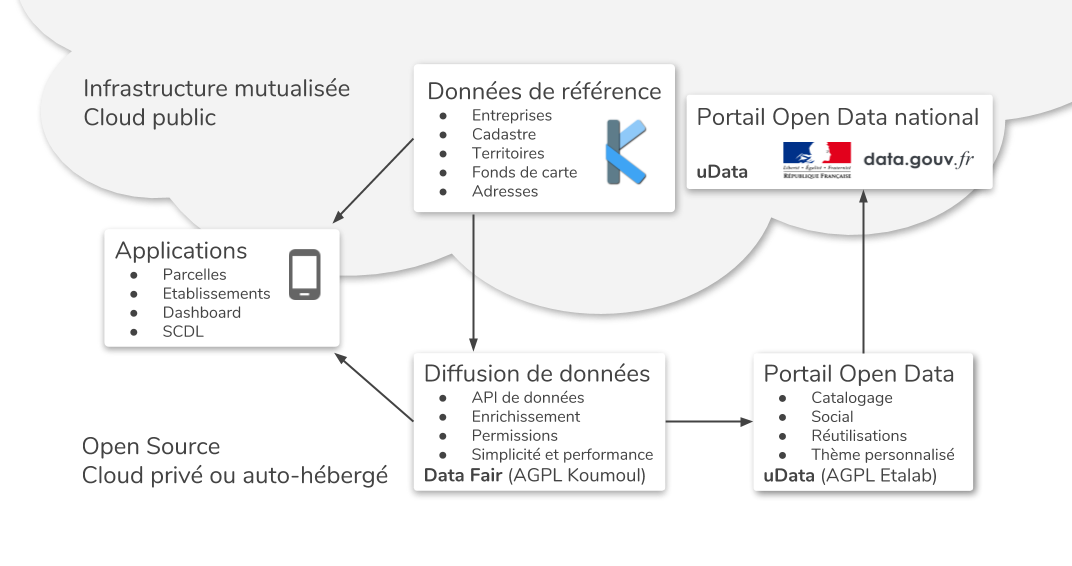 Infrastructure mutualisée
Cloud public
Données de référence
● Entreprises
● Cadastre
● Territoires
● Fonds de carte
● Adresses
Portail Open Data national
uData
Liberté • Égalité • Fraternité
RÉPUBLIQUE FRANÇAISE
data.gouv.fr
Applications
● Parcelles
● Etablissements
● Dashboard
● SCDL
Diffusion de données
● API de données
● Enrichissement
● Permissions
● Simplicité et performance
Data Fair (AGPL Koumoul)
Portail Open Data
● Catalogage
● Social
● Réutilisations
● Thème personnalisé
uData (AGPL Etalab)
Open Source
Cloud privé ou auto-hébergé